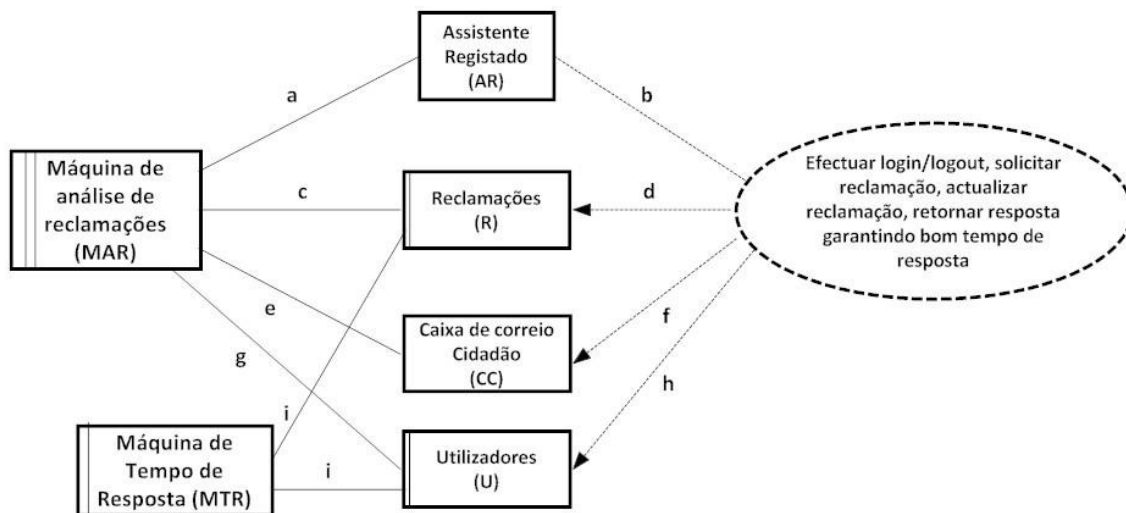 Assistente
Registado
(AR)
a
b
Máquina de
análise de
reclamações
(MAR)
c
Reclamações
(R)
d
Efectuar login/logout, solicitar
reclamação, actualizar
reclamação, retornar resposta
garantindo bom tempo de
resposta
e
Caixa de correio
Cidadão
(CC)
f
g
h
i
Máquina de
Tempo de
Resposta (MTR)
i
Utilizadores
(U)